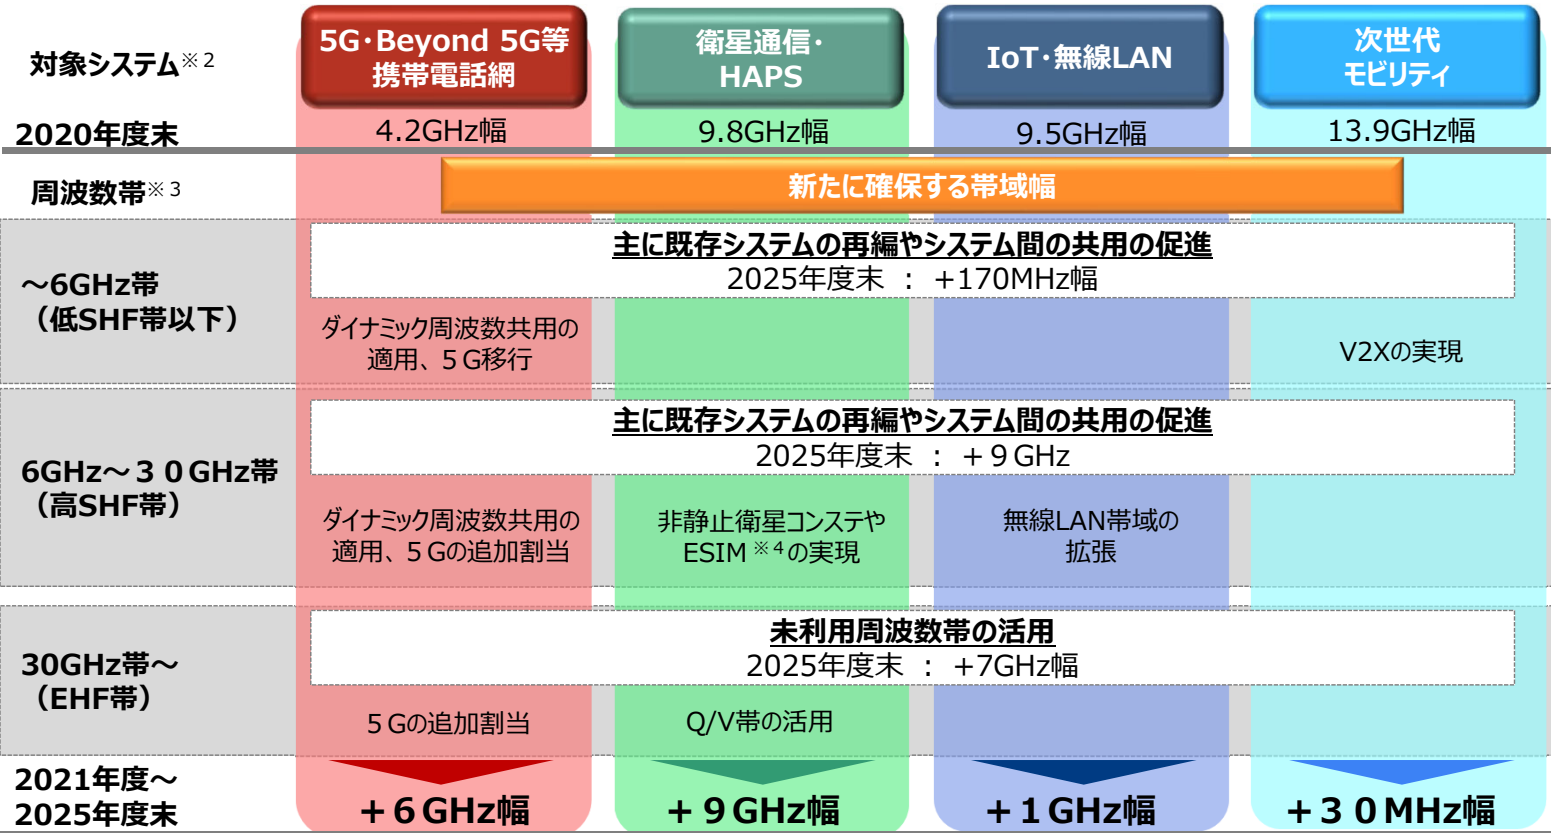 対象システム※2
5G・Beyond 5G等
携帯電話網
衛星通信・
HAPS
IoT・無線LAN
次世代
モビリティ
2020年度末
4.2GHz幅
9.8GHz幅
9.5GHz幅
13.9GHz幅
周波数帯※3
新たに確保する帯域幅
～6GHz帯
（低SHF帯以下）
主に既存システムの再編やシステム間の共用の促進
2025年度末 ： +170MHz幅
ダイナミック周波数共用の
適用、５G移行
V2Xの実現
6GHz～３０GHz帯
（高SHF帯）
主に既存システムの再編やシステム間の共用の促進
2025年度末 ： +９GHz
ダイナミック周波数共用の
適用、５Gの追加割当
非静止衛星コンステや
ESIM※4の実現
無線LAN帯域の
拡張
30GHz帯～
（EHF帯）
未利用周波数帯の活用
2025年度末 ： +7GHz幅
５Gの追加割当
Q/V帯の活用
2021年度～
2025年度末
+６GHz幅
+９GHz幅
+１GHz幅
+３０MHz幅